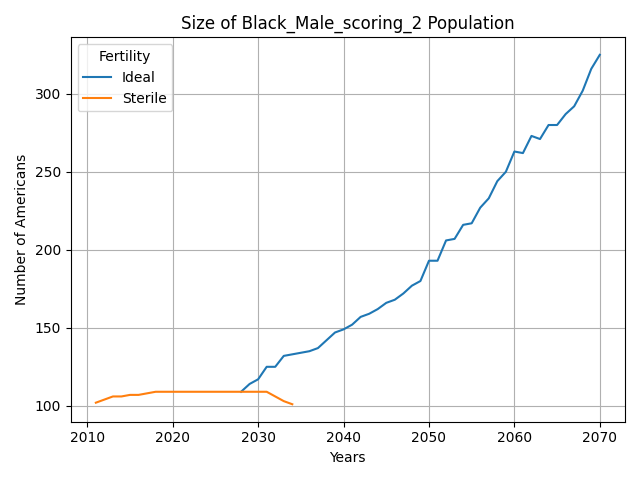 Size of Black_Male_scoring_2 Population
Fertility
Ideal
Sterile
Number of Americans
300
250
200
150
100
2010 2020 2030 2040 2050 2060 2070
Years